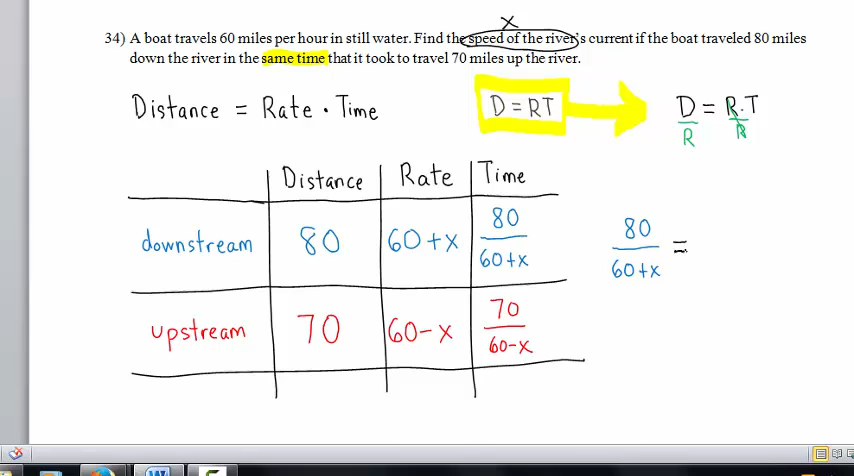 x
34) A boat travels 60 miles per hour in still water. Find the speed of the river's current if the boat traveled 80 miles
down the river in the same time that it took to travel 70 miles up the river.
Distance = Rate · Time
D = RT
D = R·T
R R
Distance Rate Time
downstream 80 60+x 80/60+x
80/60+x =
upstream 70 60-x 70/60-x